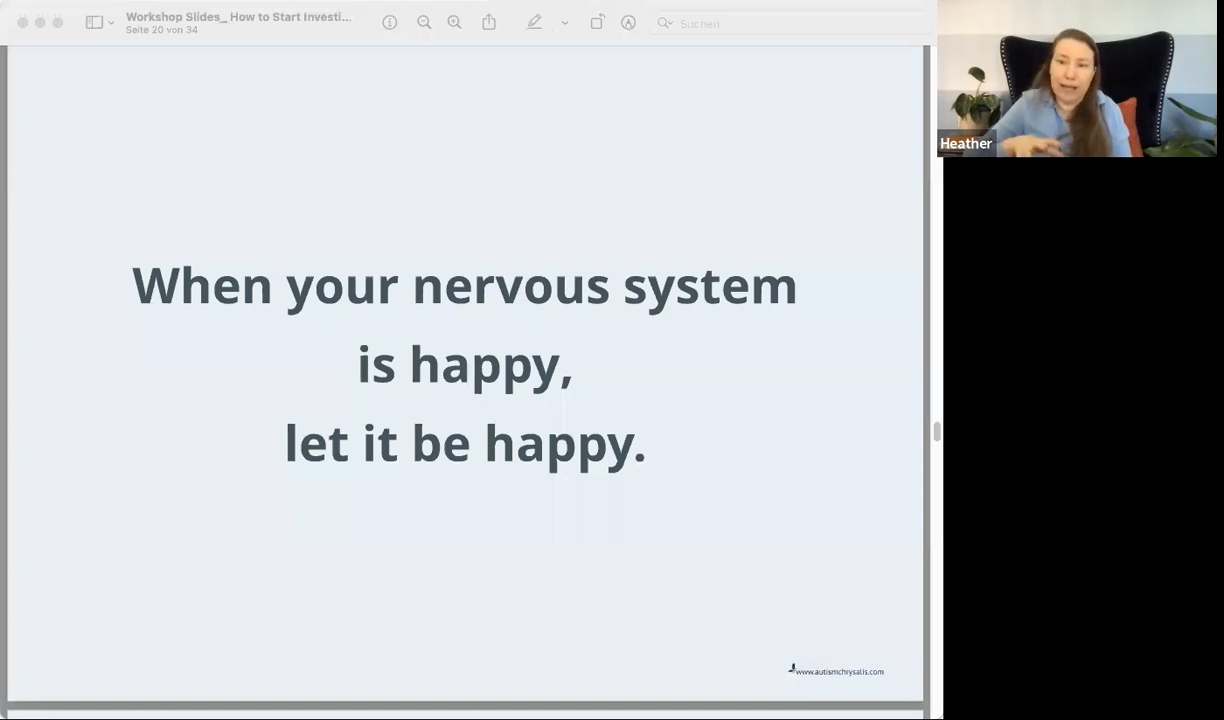 Workshop Slides_ How to Start Investi...
Seite 20 von 34
Suchen
Heather
When your nervous system
is happy,
let it be happy.
www.autismchrysalis.com